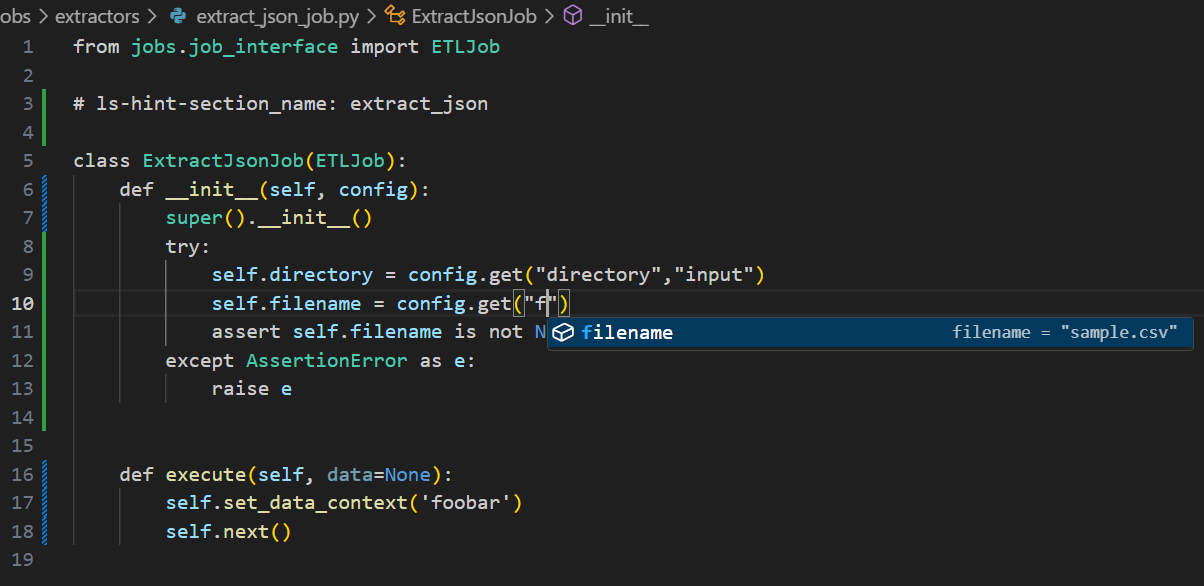 obs > extractors > extract_json_job.py > ExtractJsonJob > __init__
1 from jobs.job_interface import ETLJob
2
3 # ls-hint-section_name: extract_json
4
5 class ExtractJsonJob(ETLJob):
6     def __init__(self, config):
7         super().__init__()
8         try:
9             self.directory = config.get("directory","input")
10             self.filename = config.get("f")
11             assert self.filename is not N
filename filename = "sample.csv"
12         except AssertionError as e:
13             raise e
14
15
16     def execute(self, data=None):
17         self.set_data_context('foobar')
18         self.next()
19